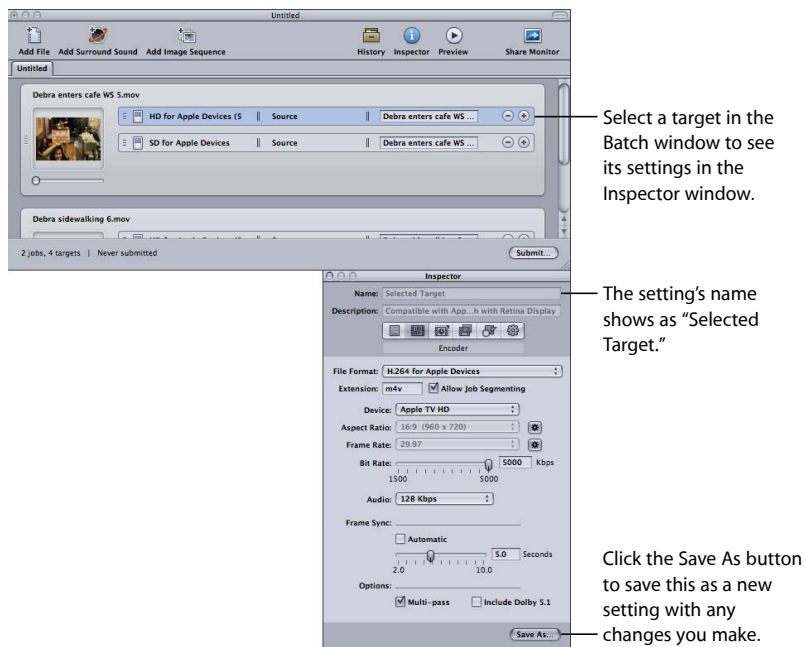 Untitled
Add File Add Surround Sound Add Image Sequence History Inspector Preview Share Monitor
Untitled
Debra enters cafe WS 5.mov
HD for Apple Devices (5 Source Debra enters cafe WS ...
SD for Apple Devices Source Debra enters cafe WS ...
Debra sidewalking 6.mov
2 jobs, 4 targets | Never submitted Submit...
Select a target in the
Batch window to see
its settings in the
Inspector window.
Inspector
Name: Selected Target
Description: Compatible with App...h with Retina Display
Encoder
The setting’s name
shows as “Selected
Target.”
File Format: H.264 for Apple Devices
Extension: m4v Allow Job Segmenting
Device: Apple TV HD
Aspect Ratio: 16:9 (960 x 720)
Frame Rate: 29.97
Bit Rate: 5000 Kbps
1500 5000
Audio: 128 Kbps
Frame Sync:
Automatic
5.0 Seconds
2.0 10.0
Options:
Multi-pass Include Dolby 5.1
Save As...
Click the Save As button
to save this as a new
setting with any
changes you make.